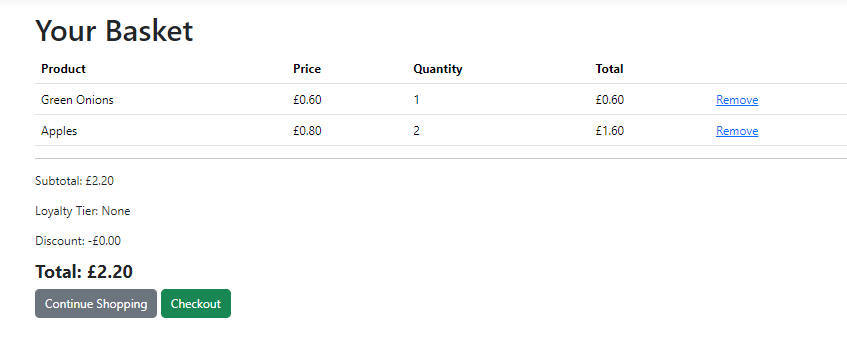 Your Basket
Product Price Quantity Total
Green Onions £0.60 1 £0.60 Remove
Apples £0.80 2 £1.60 Remove
Subtotal: £2.20
Loyalty Tier: None
Discount: -£0.00
Total: £2.20
Continue Shopping Checkout